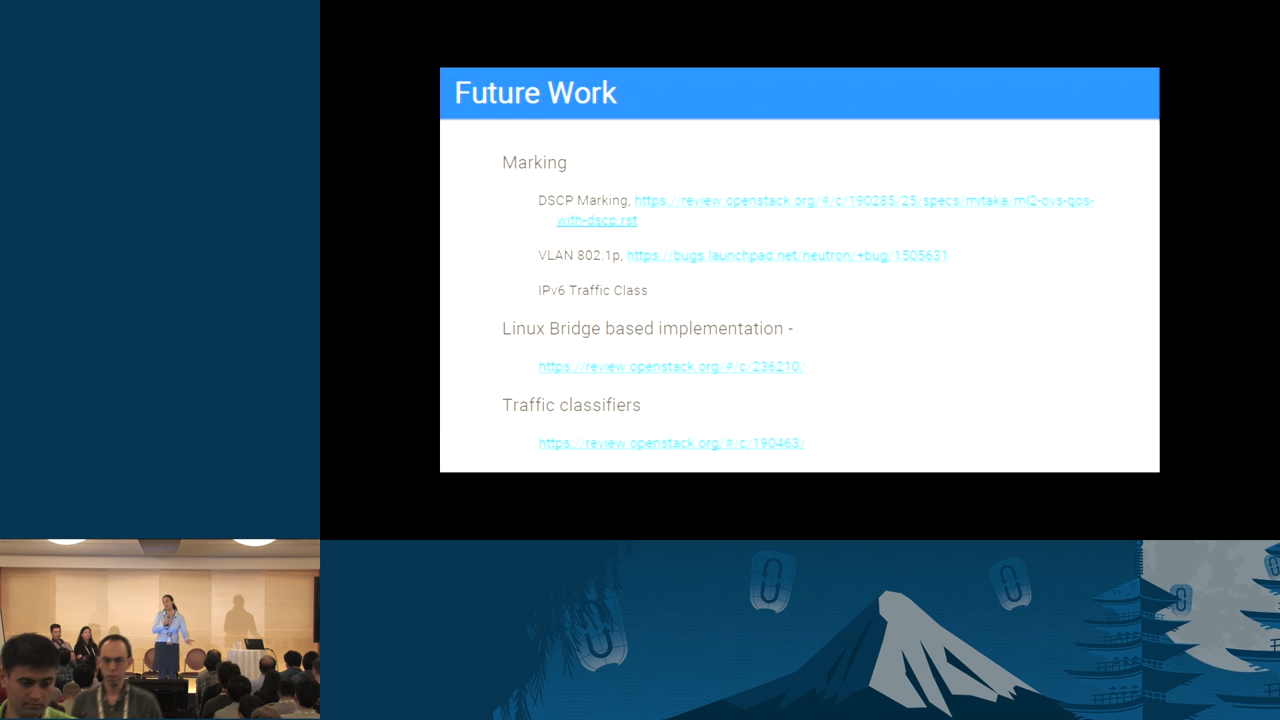 Future Work
Marking
DSCP Marking, https://review.openstack.org/#/c/190285/25/specs/mitaka/ml2-ovs-qos-
with-dscp.rst
VLAN 802.1p, https://bugs.launchpad.net/neutron/+bug/1505631
IPv6 Traffic Class
Linux Bridge based implementation -
https://review.openstack.org/#/c/236210/
Traffic classifiers
https://review.openstack.org/#/c/190463/